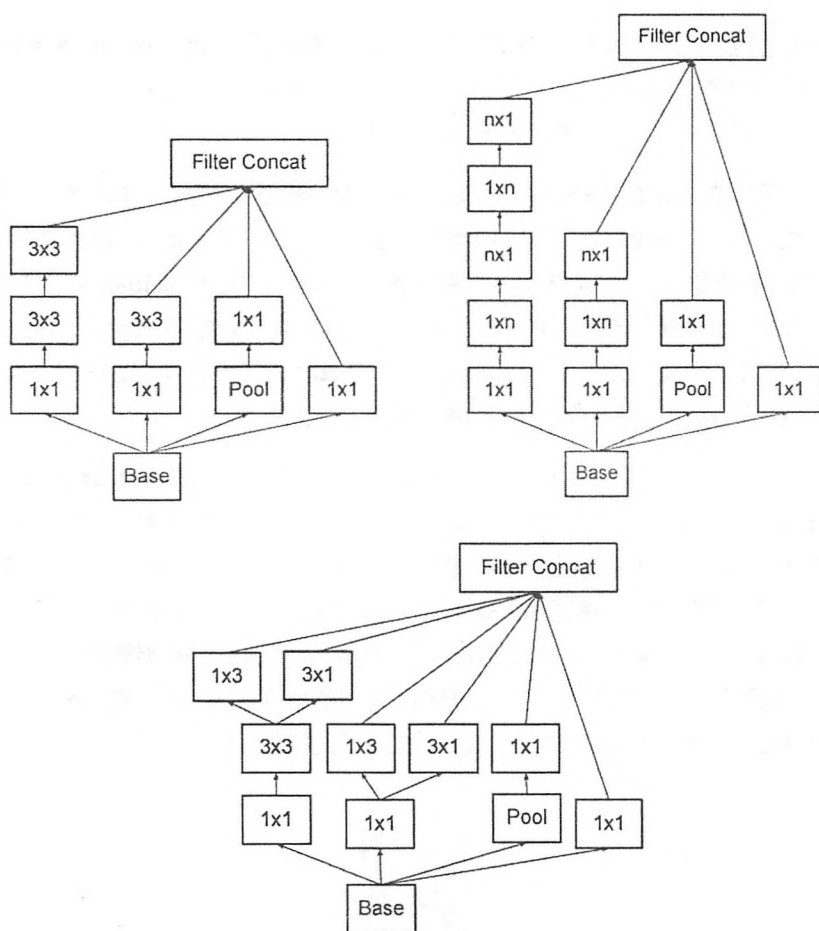 Filter Concat
3x3
3x3 3x3 1x1
1x1 1x1 Pool 1x1
Base
Filter Concat
nx1
1xn
nx1 nx1
1xn 1xn 1x1
1x1 1x1 Pool 1x1
Base
Filter Concat
1x3 3x1
3x3 1x3 3x1 1x1
1x1 1x1 Pool 1x1
Base